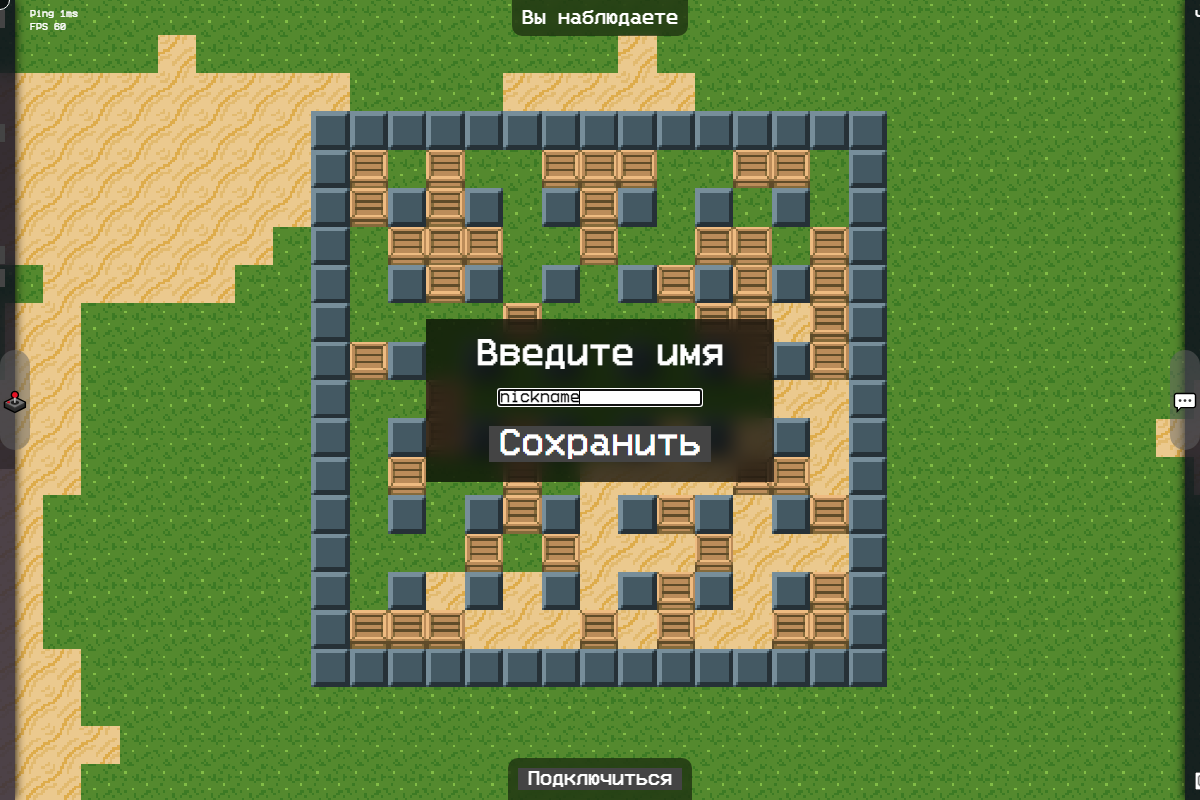 Ping 1ms
FPS 60
Вы наблюдаете
Введите имя
nickname
Сохранить
Подключиться